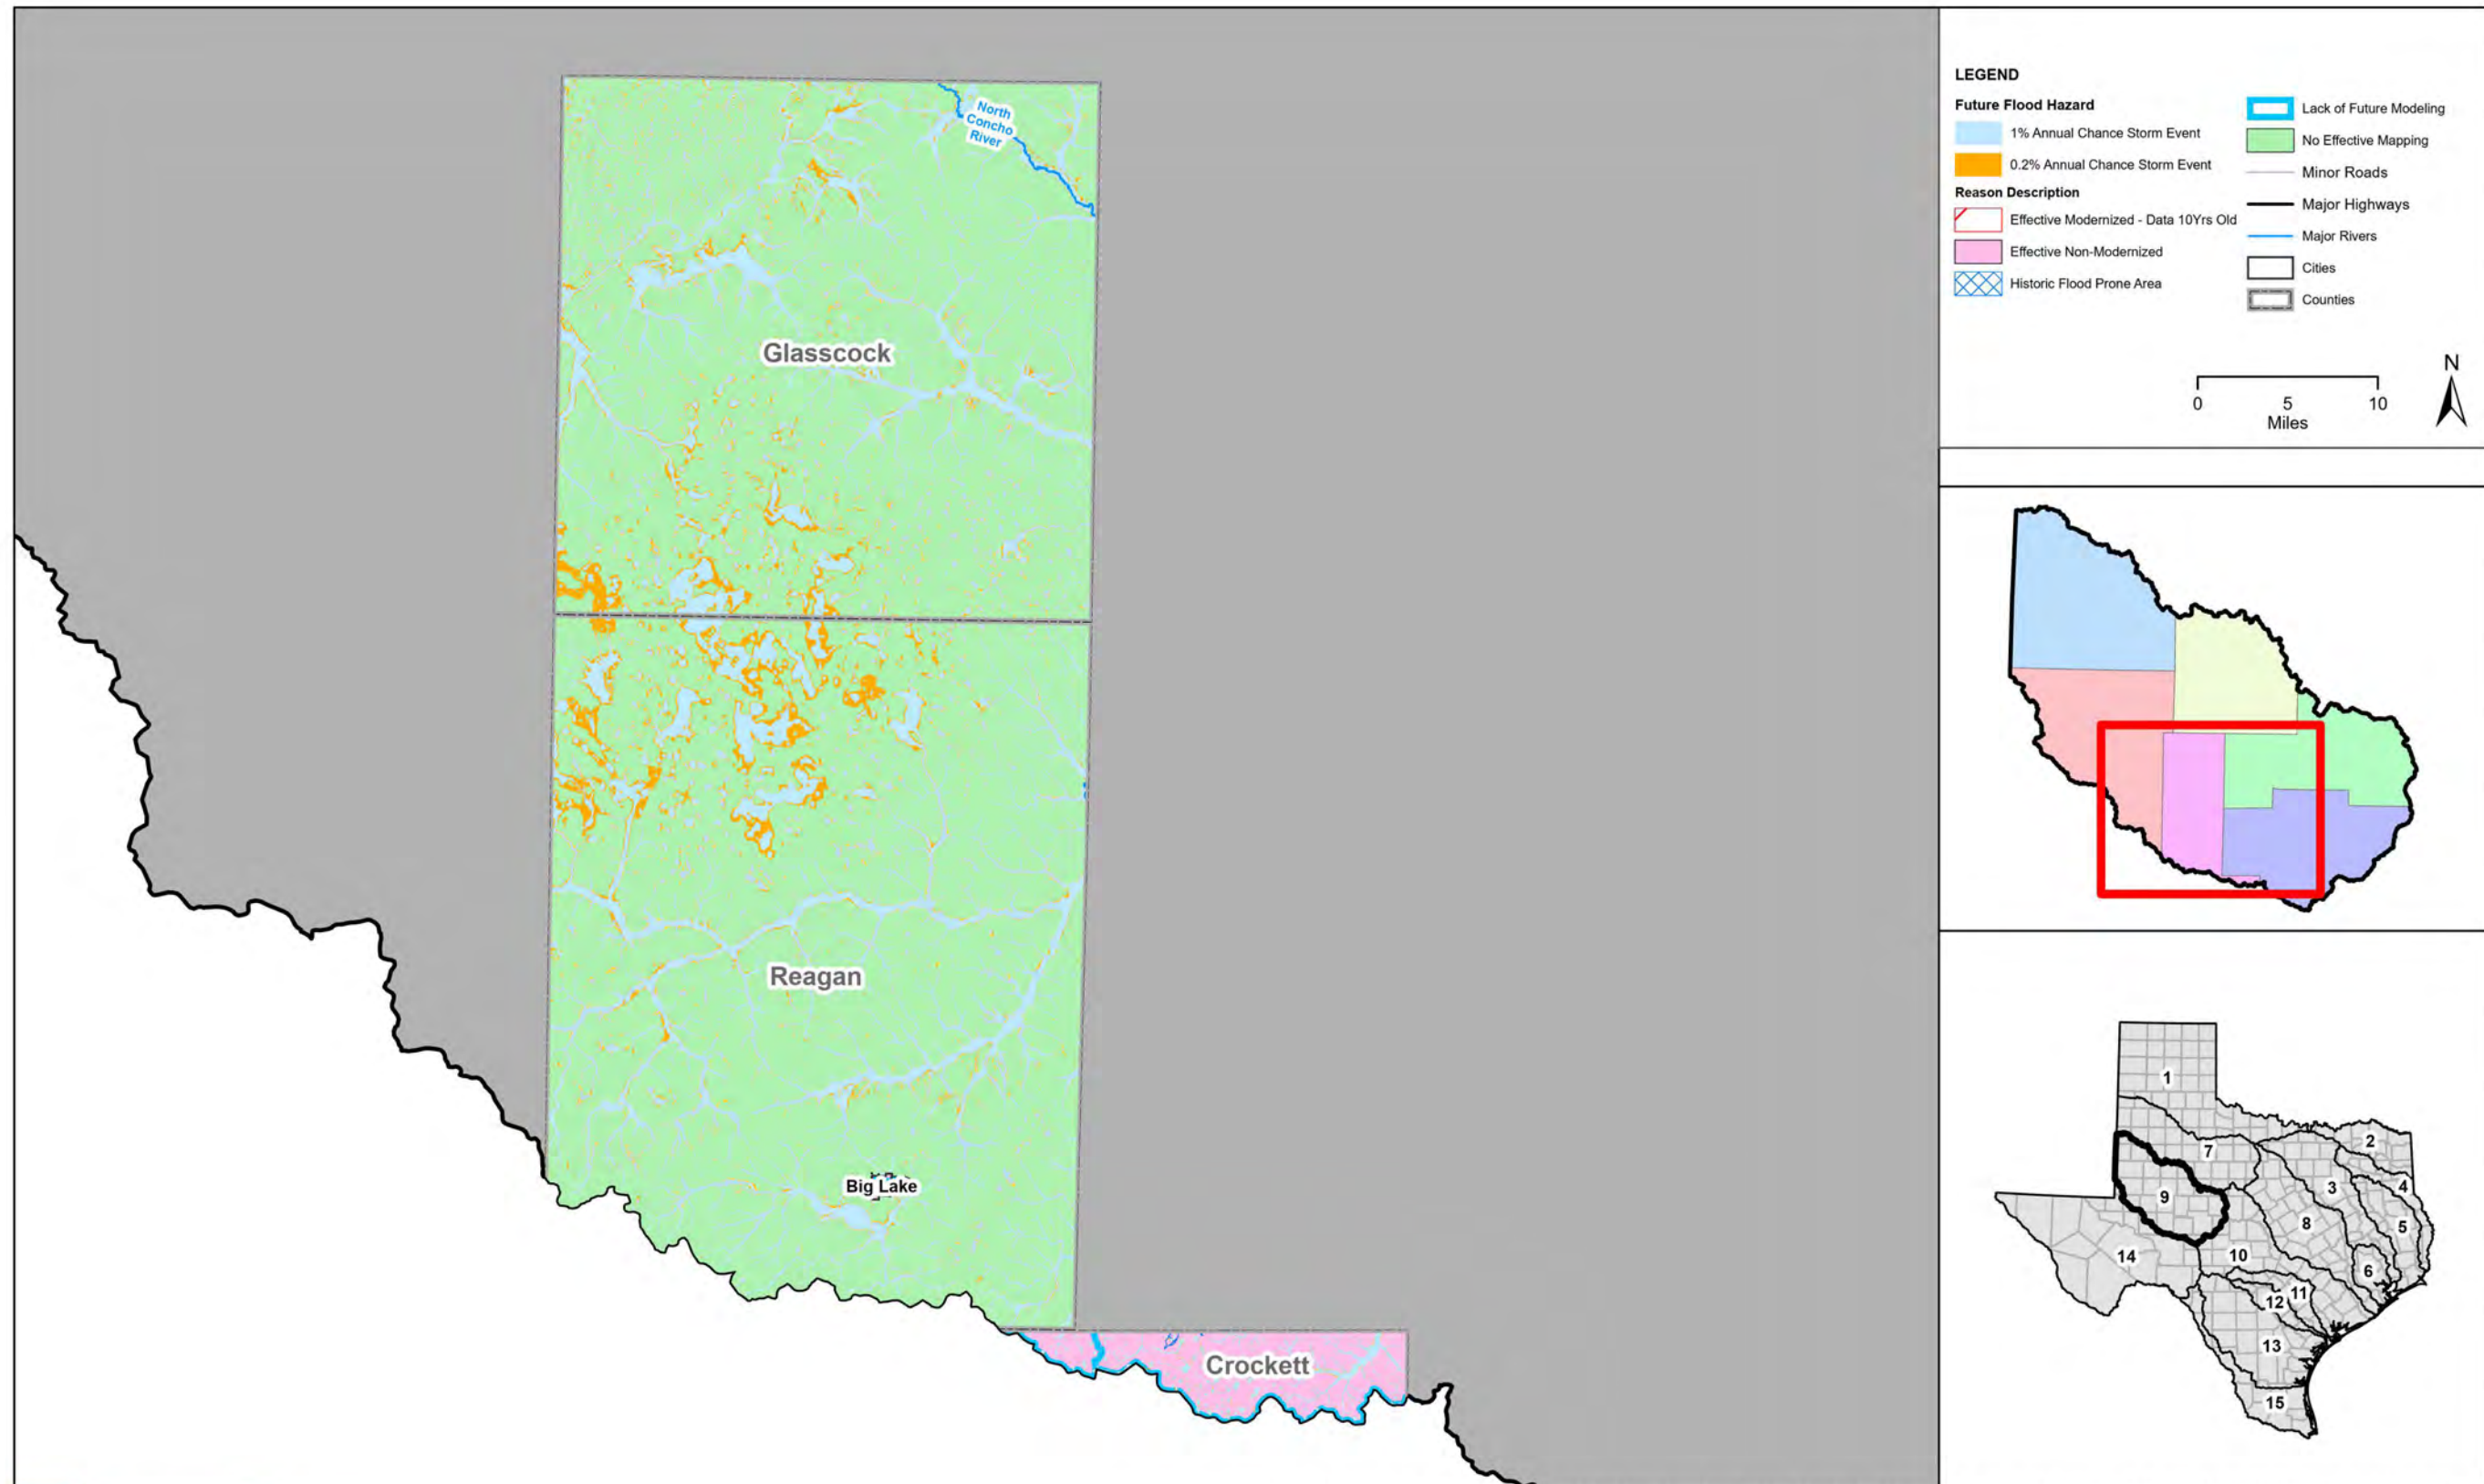 North
Concho
River
Glasscock
Reagan
Big Lake
Crockett
LEGEND
Future Flood Hazard
1% Annual Chance Storm Event
0.2% Annual Chance Storm Event
Reason Description
Effective Modernized - Data 10Yrs Old
Effective Non-Modernized
Historic Flood Prone Area
Lack of Future Modeling
No Effective Mapping
Minor Roads
Major Highways
Major Rivers
Cities
Counties
N
0 5 10
Miles
1
2
7
3
4
9
8
5
14
10
6
12
11
13
15